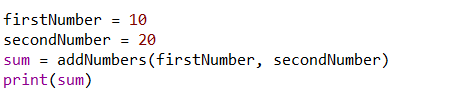 firstNumber = 10
secondNumber = 20
sum = addNumbers(firstNumber, secondNumber)
print(sum)